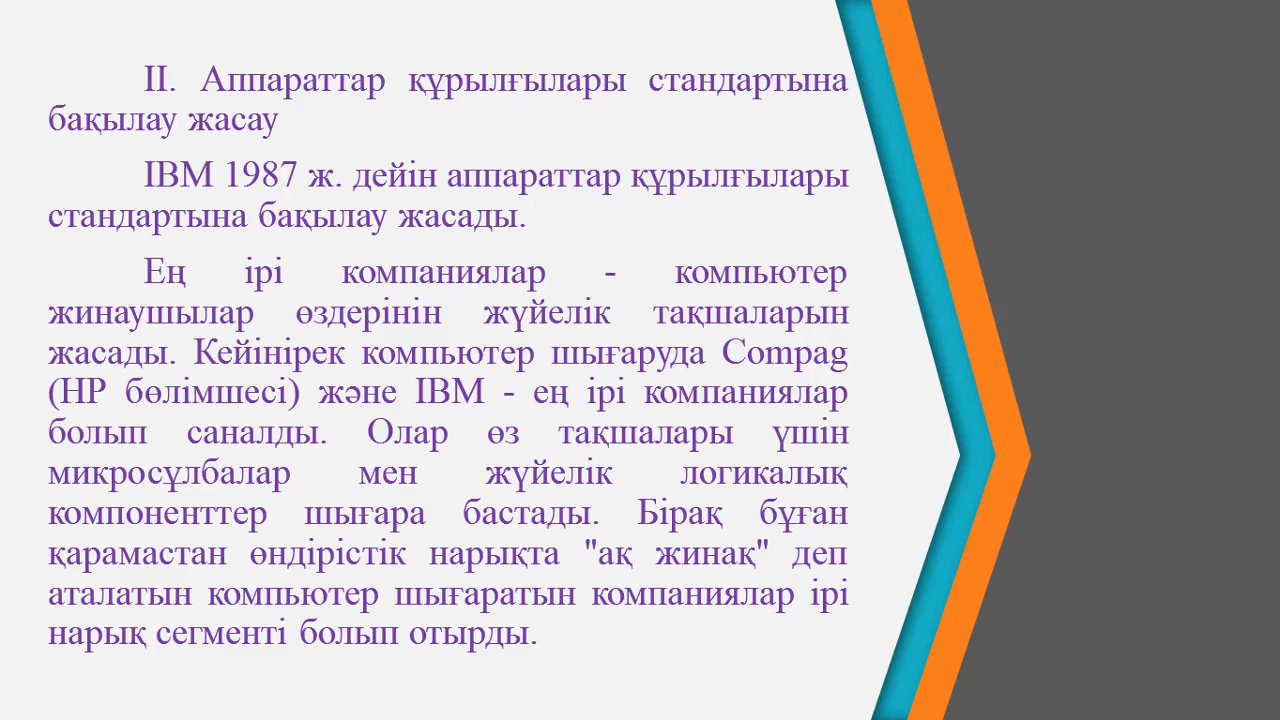 II. Аппараттар құрылғылары стандартына
бақылау жасау
IBM 1987 ж. дейін аппараттар құрылғылары
стандартына бақылау жасады.
Ең ірі компаниялар - компьютер
жинаушылар өздерінін жүйелік тақшаларын
жасады. Кейінірек компьютер шығаруда Compag
(HP бөлімшесі) және IBM - ең ірі компаниялар
болып саналды. Олар өз тақшалары үшін
микросұлбалар мен жүйелік логикалық
компоненттер шығара бастады. Бірақ бұған
қарамастан өндірістік нарықта "ақ жинақ" деп
аталатын компьютер шығаратын компаниялар ірі
нарық сегменті болып отырды.